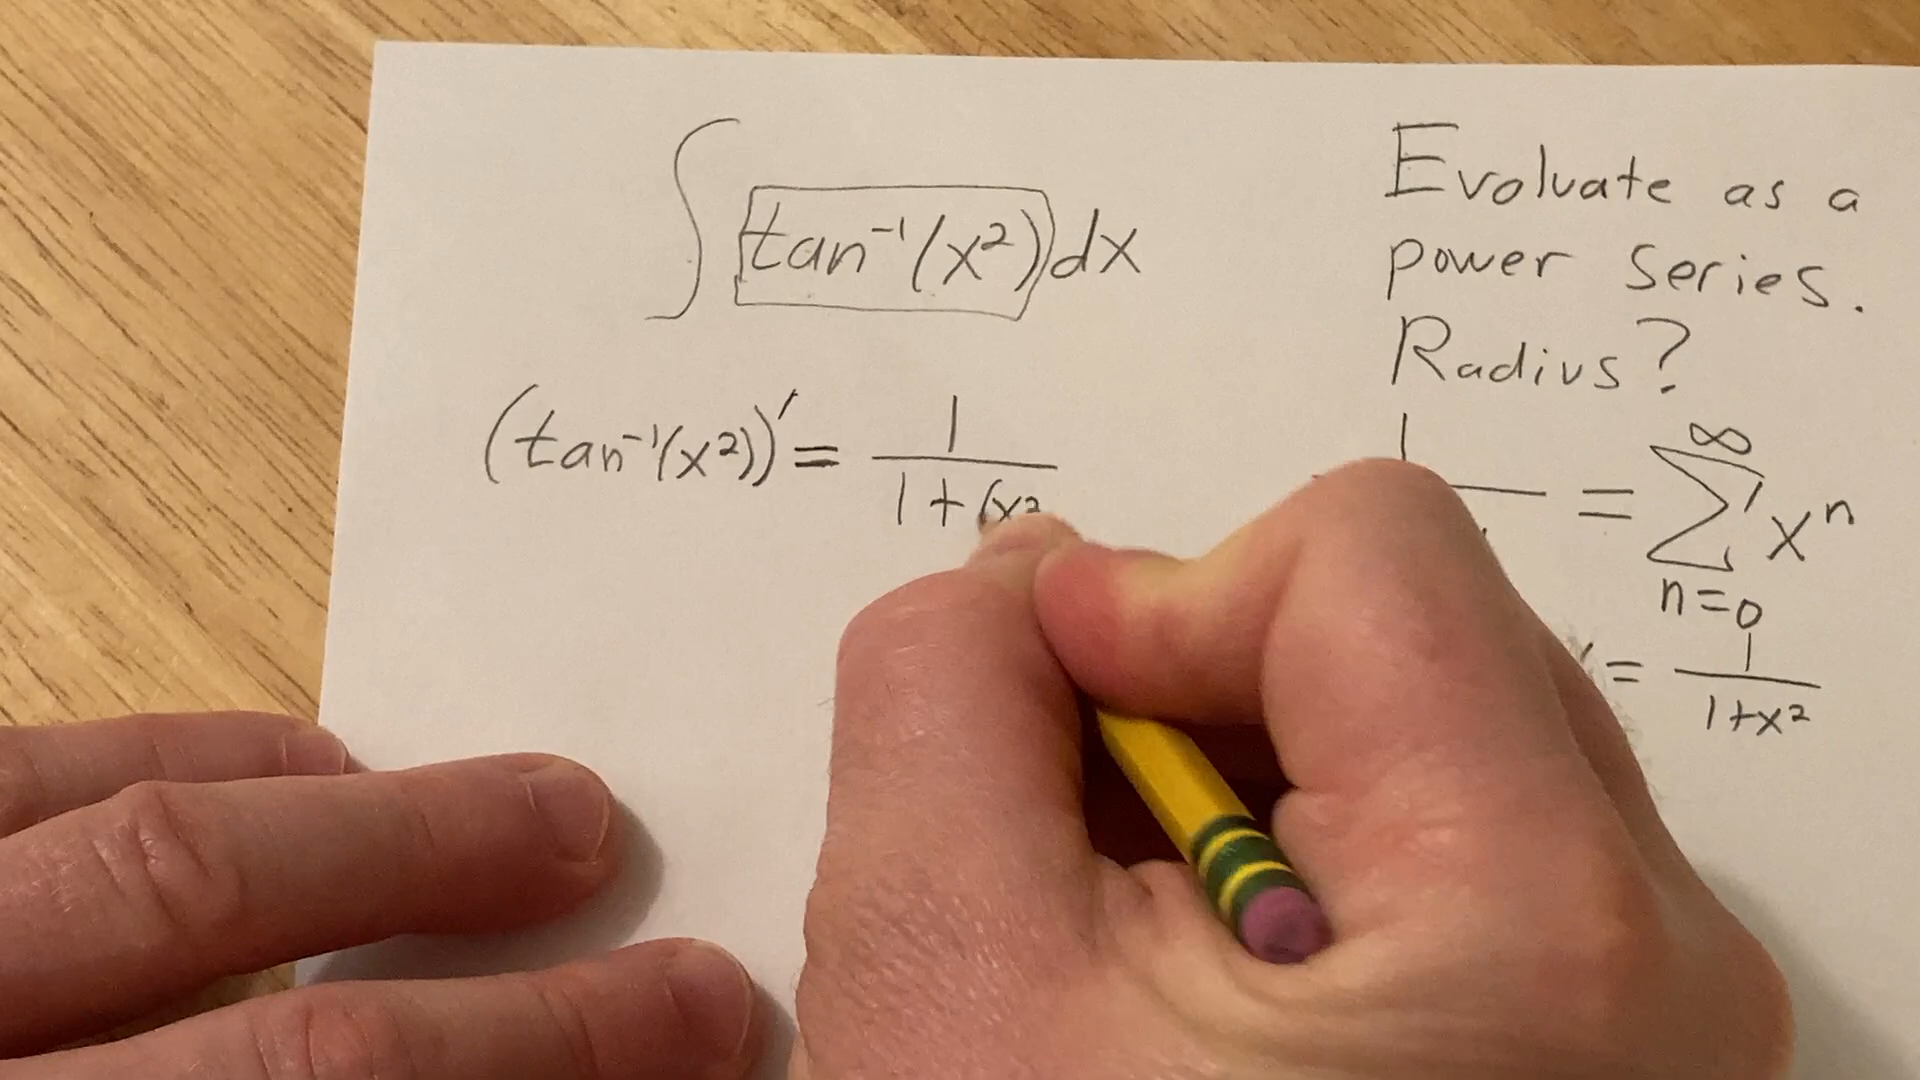 ∫ tan⁻¹(x²) dx
Evaluate as a
power series.
Radius?
(tan⁻¹(x²))' = 1/(1+(x²
1 = ∞ Σ n=0 xⁿ
' = 1/(1+x²)